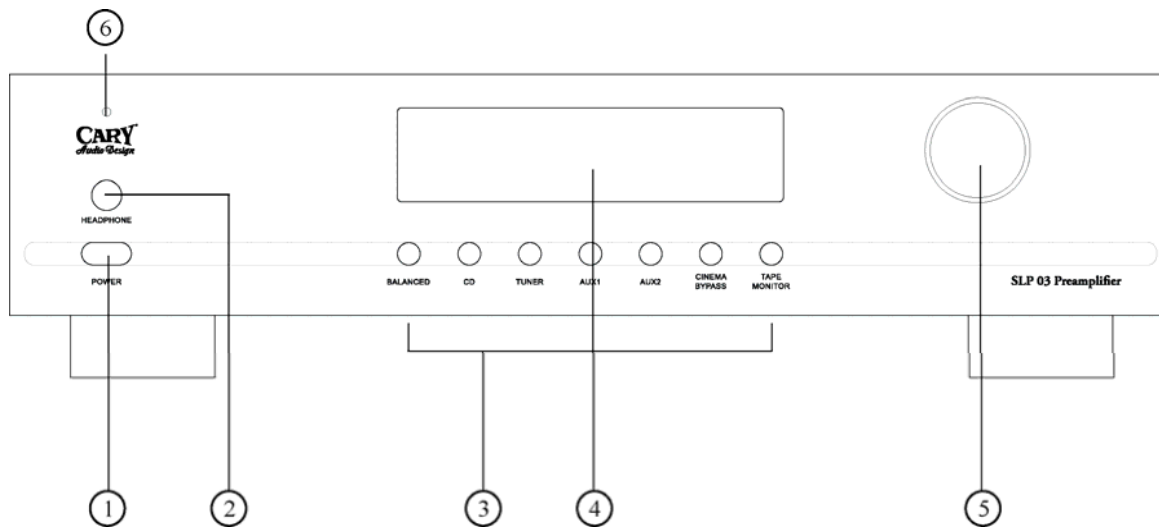 6
CARY
Audio Design
HEADPHONE
POWER
BALANCED
CD
TUNER
AUX1
AUX2
CINEMA
BYPASS
TAPE
MONITOR
SLP 03 Preamplifier
1
2
3
4
5